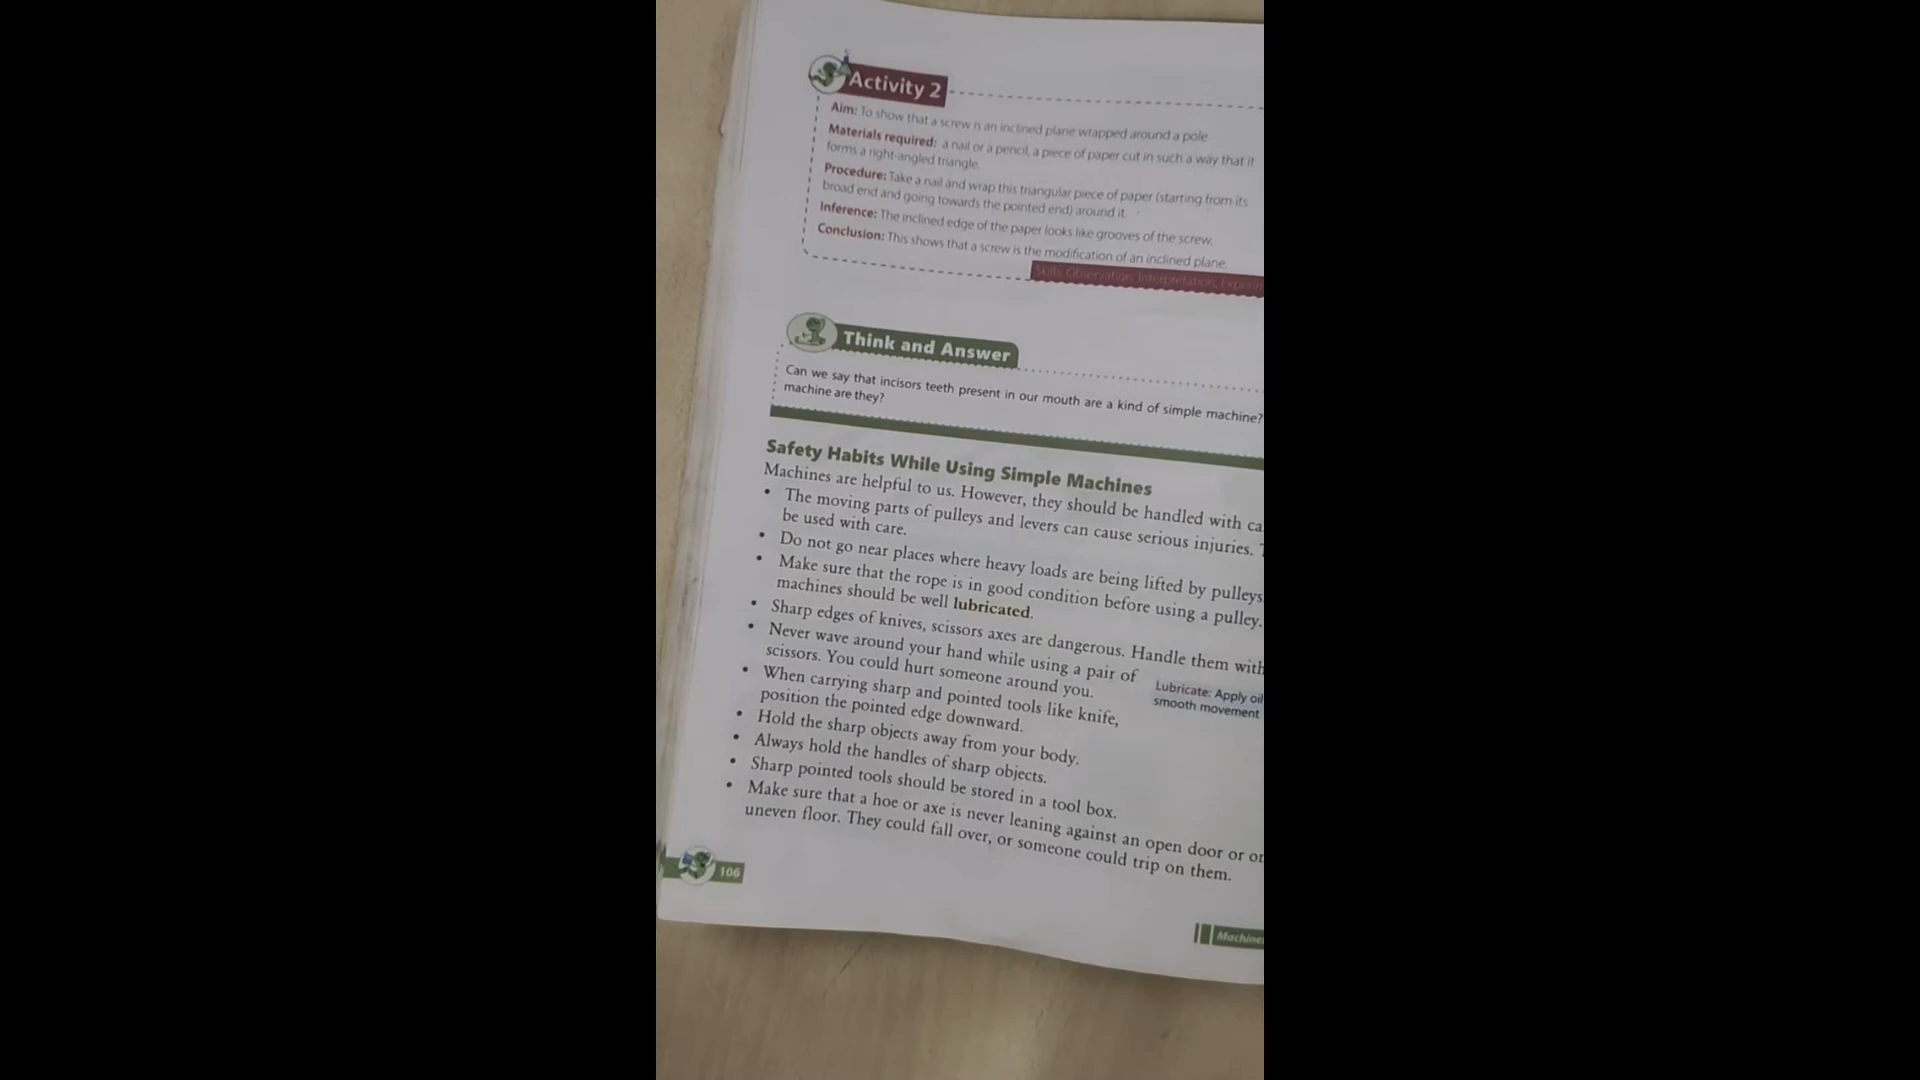 Activity 2
Aim: To show that a screw is an inclined plane wrapped around a pole
Materials required: a nail or a pencil, a piece of paper cut in such a way that it
forms a right-angled triangle.
Procedure: Take a nail and wrap this triangular piece of paper (starting from its
broad end and going towards the pointed end) around it.
Inference: The inclined edge of the paper looks like grooves of the screw.
Conclusion: This shows that a screw is the modification of an inclined plane.
Skills: Observation, Interpretation,
Think and Answer
Can we say that incisors teeth present in our mouth are a kind of simple machine?
machine are they?
Safety Habits While Using Simple Machines
Machines are helpful to us. However, they should be handled with
• The moving parts of pulleys and levers can cause serious injuries.
be used with care.
• Do not go near places where heavy loads are being lifted by pulleys
• Make sure that the rope is in good condition before using a pulley.
machines should be well lubricated.
• Sharp edges of knives, scissors axes are dangerous. Handle them with
• Never wave around your hand while using a pair of
scissors. You could hurt someone around you.
• When carrying sharp and pointed tools like knife,
position the pointed edge downward.
• Hold the sharp objects away from your body.
• Always hold the handles of sharp objects.
• Sharp pointed tools should be stored in a tool box.
• Make sure that a hoe or axe is never leaning against an open door or
uneven floor. They could fall over, or someone could trip on them.
Lubricate: Apply oil
smooth movement
106
Machine